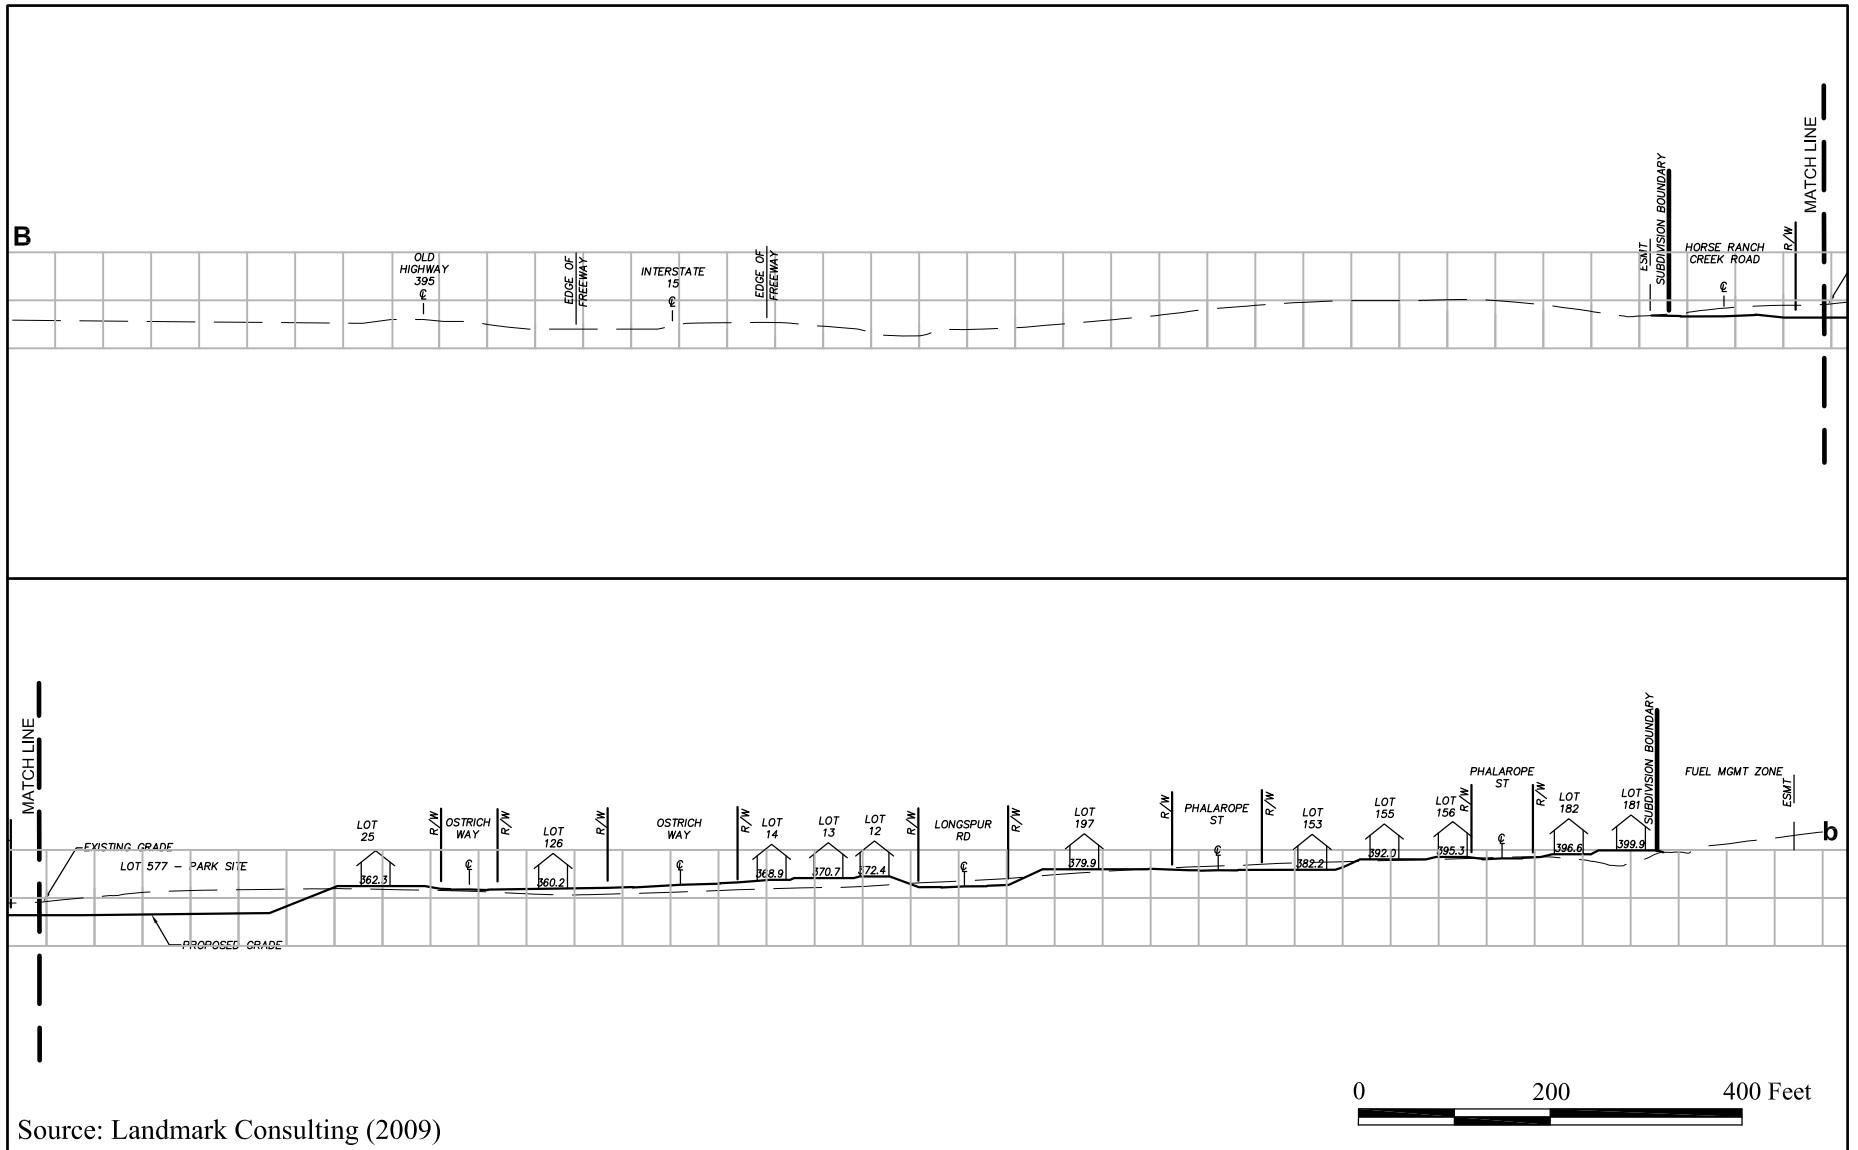 MATCH LINE
SUBDIVISION BOUNDARY
B
OLD
HIGHWAY
395
℄
EDGE OF
FREEWAY
INTERSTATE
15
℄
EDGE OF
FREEWAY
ESMT
HORSE RANCH
CREEK ROAD
℄
R/W
MATCH LINE
EXISTING GRADE
LOT 577 – PARK SITE
PROPOSED GRADE
LOT
25
362.3
R/W
OSTRICH
WAY
℄
R/W
LOT
126
360.2
R/W
OSTRICH
WAY
℄
R/W
LOT
14
368.9
LOT
13
370.7
LOT
12
372.4
R/W
LONGSPUR
RD
℄
R/W
LOT
197
379.9
R/W
PHALAROPE
ST
℄
R/W
LOT
153
382.2
LOT
155
392.0
LOT
156
395.3
R/W
PHALAROPE
ST
℄
R/W
LOT
182
396.6
LOT
181
399.9
SUBDIVISION BOUNDARY
FUEL MGMT ZONE
ESMT
b
0 200 400 Feet
Source: Landmark Consulting (2009)